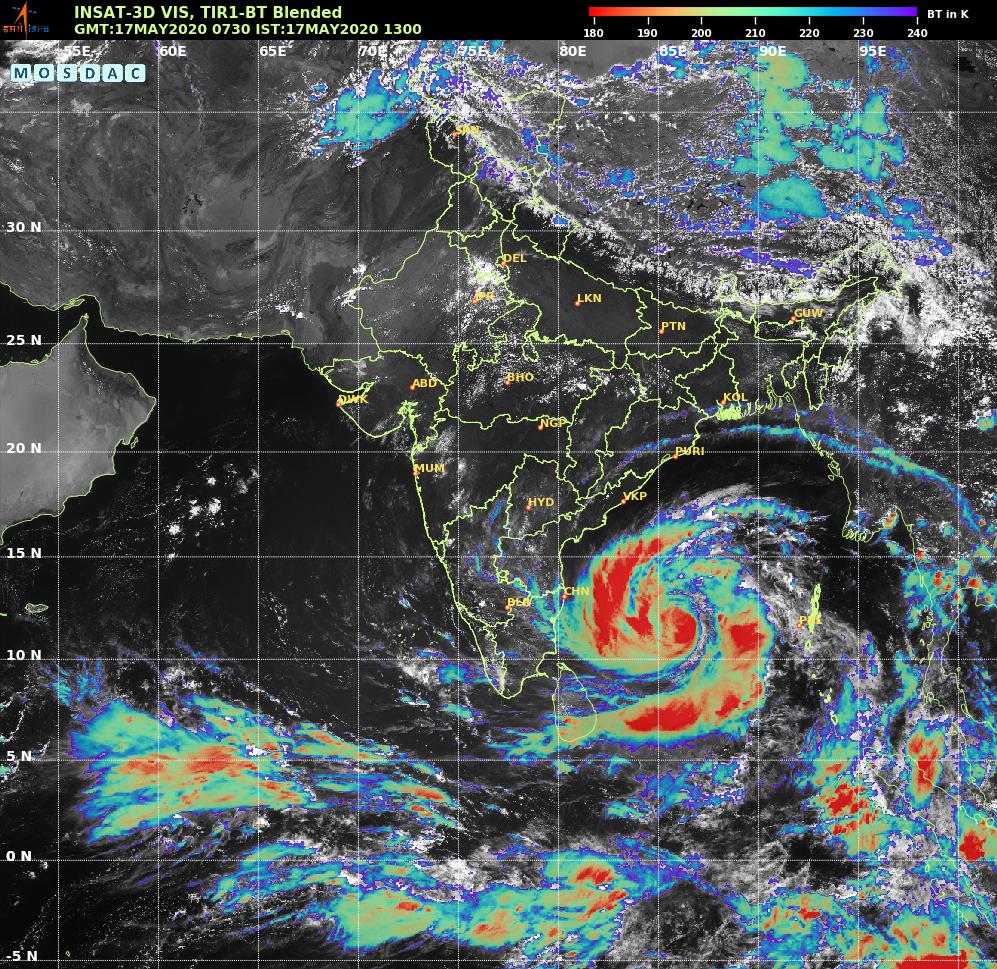 INSAT-3D VIS, TIR1-BT Blended
GMT:17MAY2020 0730 IST:17MAY2020 1300
BT in K
180 190 200 210 220 230 240
55E 60E 65E 70E 75E 80E 85E 90E 95E
M O S D A C
30 N
DEL
LKN
GUW
PTN
25 N
BHO
ABD
DWK
KOL
NGP
20 N
PURI
MUM
VKP
HYD
15 N
CHN
BLR
10 N
5 N
0 N
-5 N